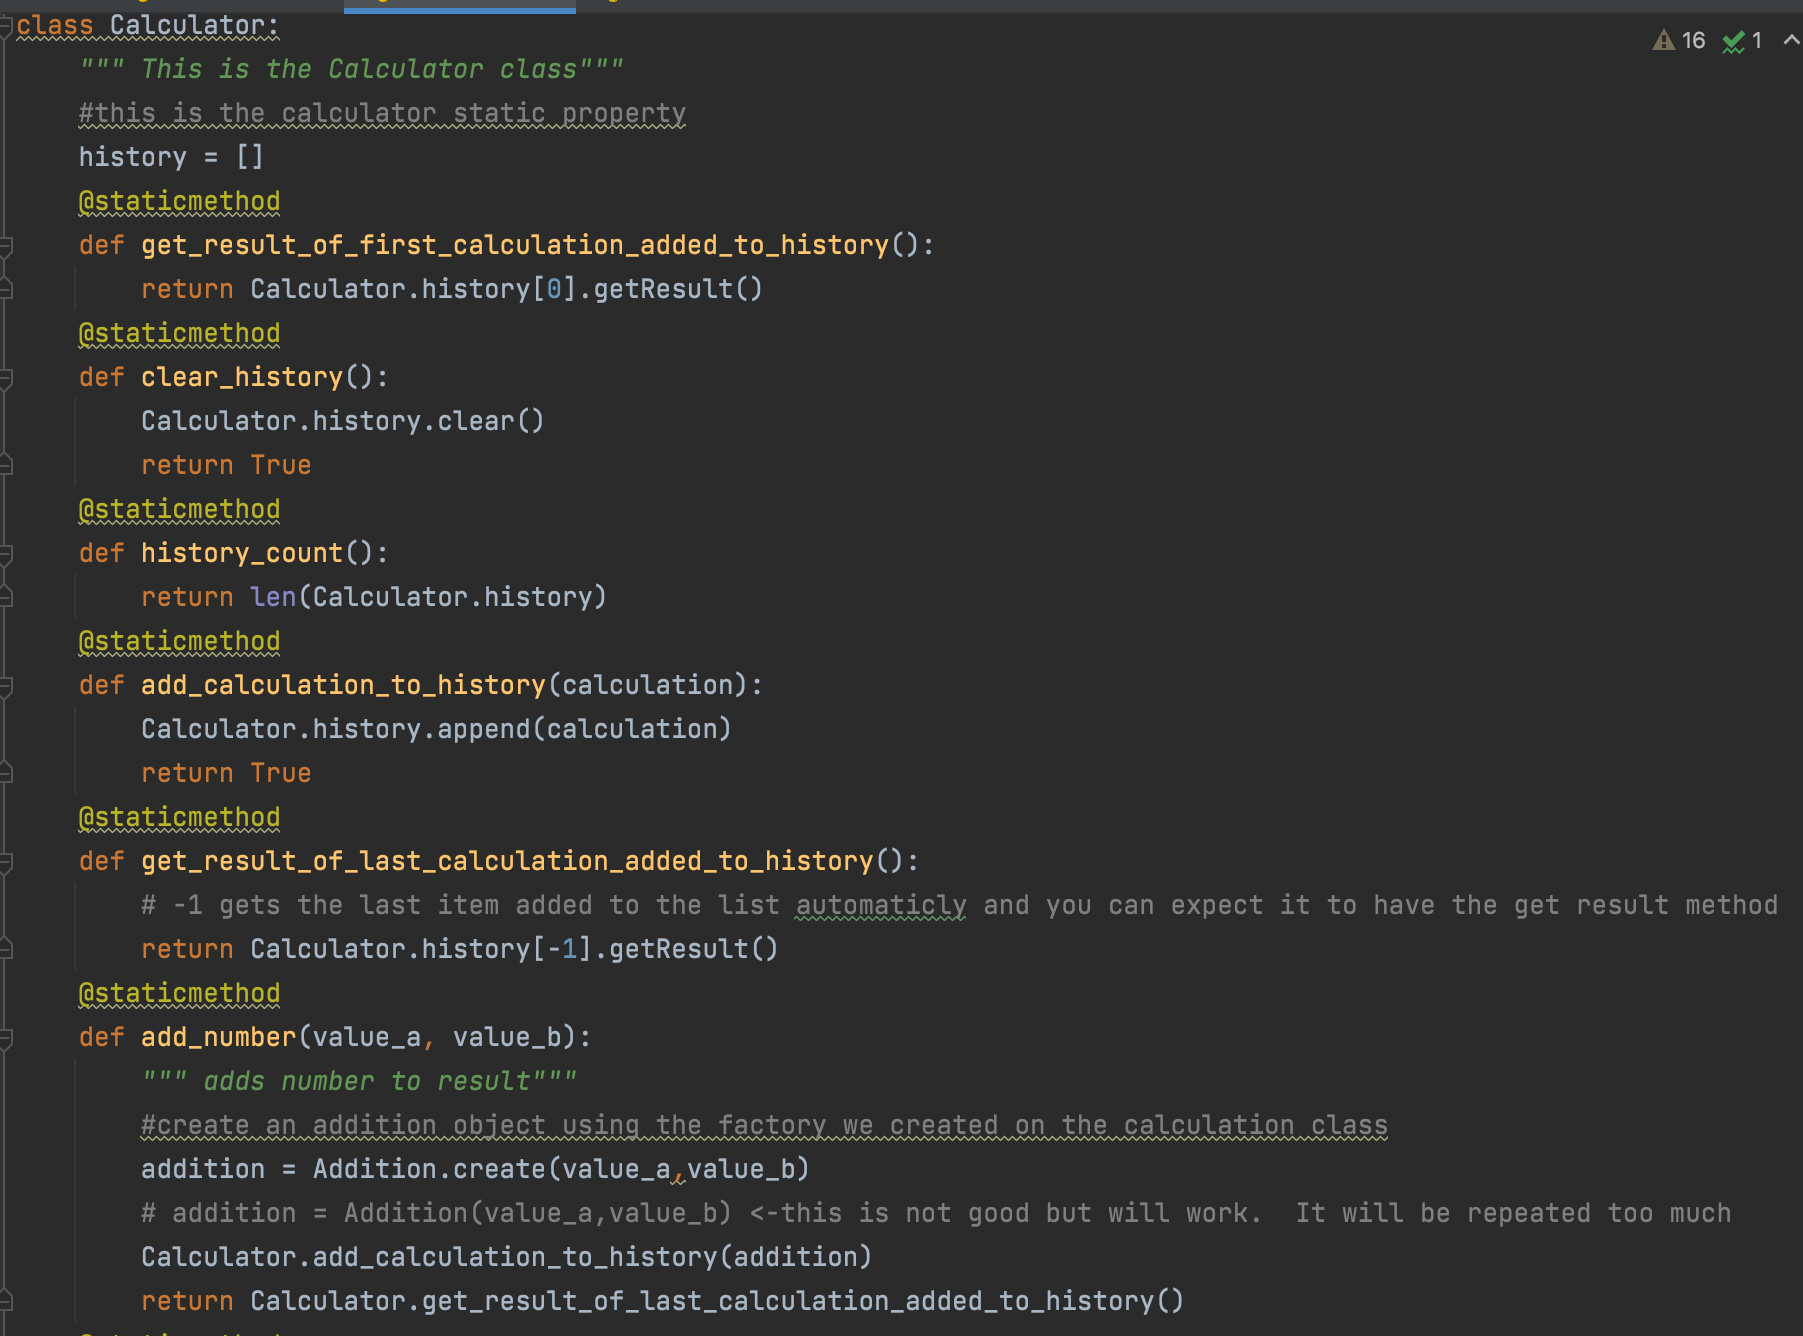 class Calculator:
16 1
    """ This is the Calculator class"""
    #this is the calculator static property
    history = []
    @staticmethod
    def get_result_of_first_calculation_added_to_history():
        return Calculator.history[0].getResult()
    @staticmethod
    def clear_history():
        Calculator.history.clear()
        return True
    @staticmethod
    def history_count():
        return len(Calculator.history)
    @staticmethod
    def add_calculation_to_history(calculation):
        Calculator.history.append(calculation)
        return True
    @staticmethod
    def get_result_of_last_calculation_added_to_history():
        # -1 gets the last item added to the list automaticly and you can expect it to have the get result method
        return Calculator.history[-1].getResult()
    @staticmethod
    def add_number(value_a, value_b):
        """ adds number to result"""
        #create an addition object using the factory we created on the calculation class
        addition = Addition.create(value_a,value_b)
        # addition = Addition(value_a,value_b) <-this is not good but will work.  It will be repeated too much
        Calculator.add_calculation_to_history(addition)
        return Calculator.get_result_of_last_calculation_added_to_history()